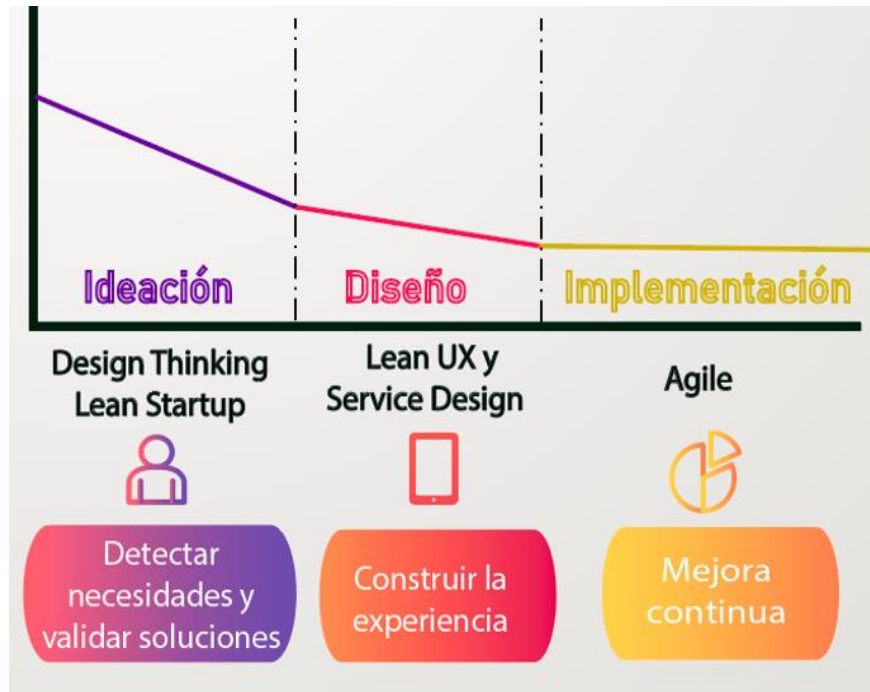 Ideación
Diseño
Implementación
Design Thinking
Lean Startup
Lean UX y
Service Design
Agile
Detectar
necesidades y
validar soluciones
Construir la
experiencia
Mejora
continua